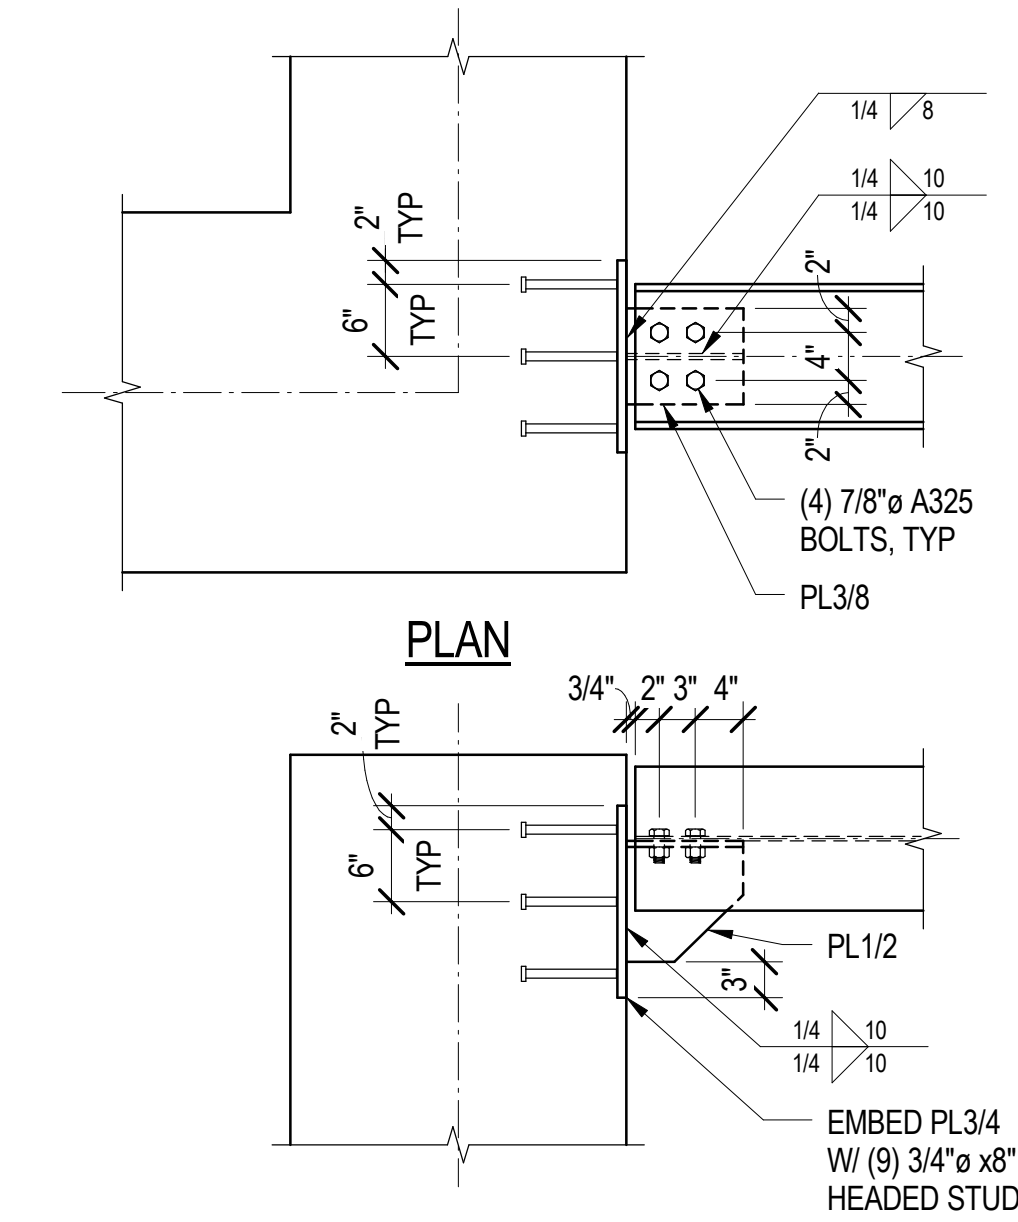 1/4 8
1/4 10
1/4 10
2"
TYP
6"
TYP
2"
4"
2"
(4) 7/8"ø A325
BOLTS, TYP
PL3/8
PLAN
3/4" 2" 3" 4"
2"
TYP
6"
TYP
PL1/2
3"
1/4 10
1/4 10
EMBED PL3/4
W/ (9) 3/4"ø x8"
HEADED STUD